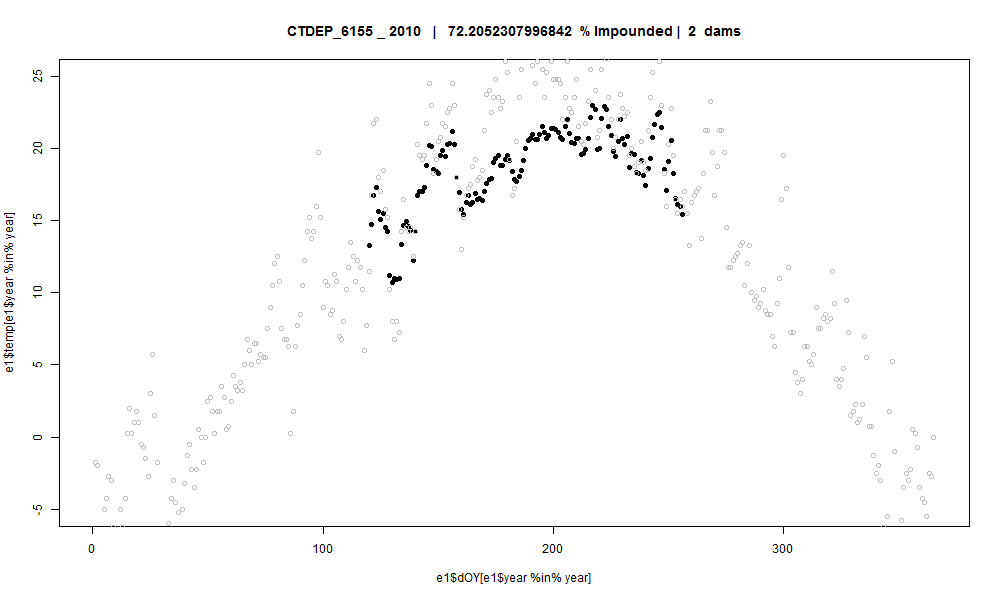 CTDEP_6155 _ 2010 | 72.2052307996842 % Impounded | 2 dams
e1$temp[e1$year %in% year]
25
20
15
10
5
0
-5
0 100 200 300
e1$dOY[e1$year %in% year]